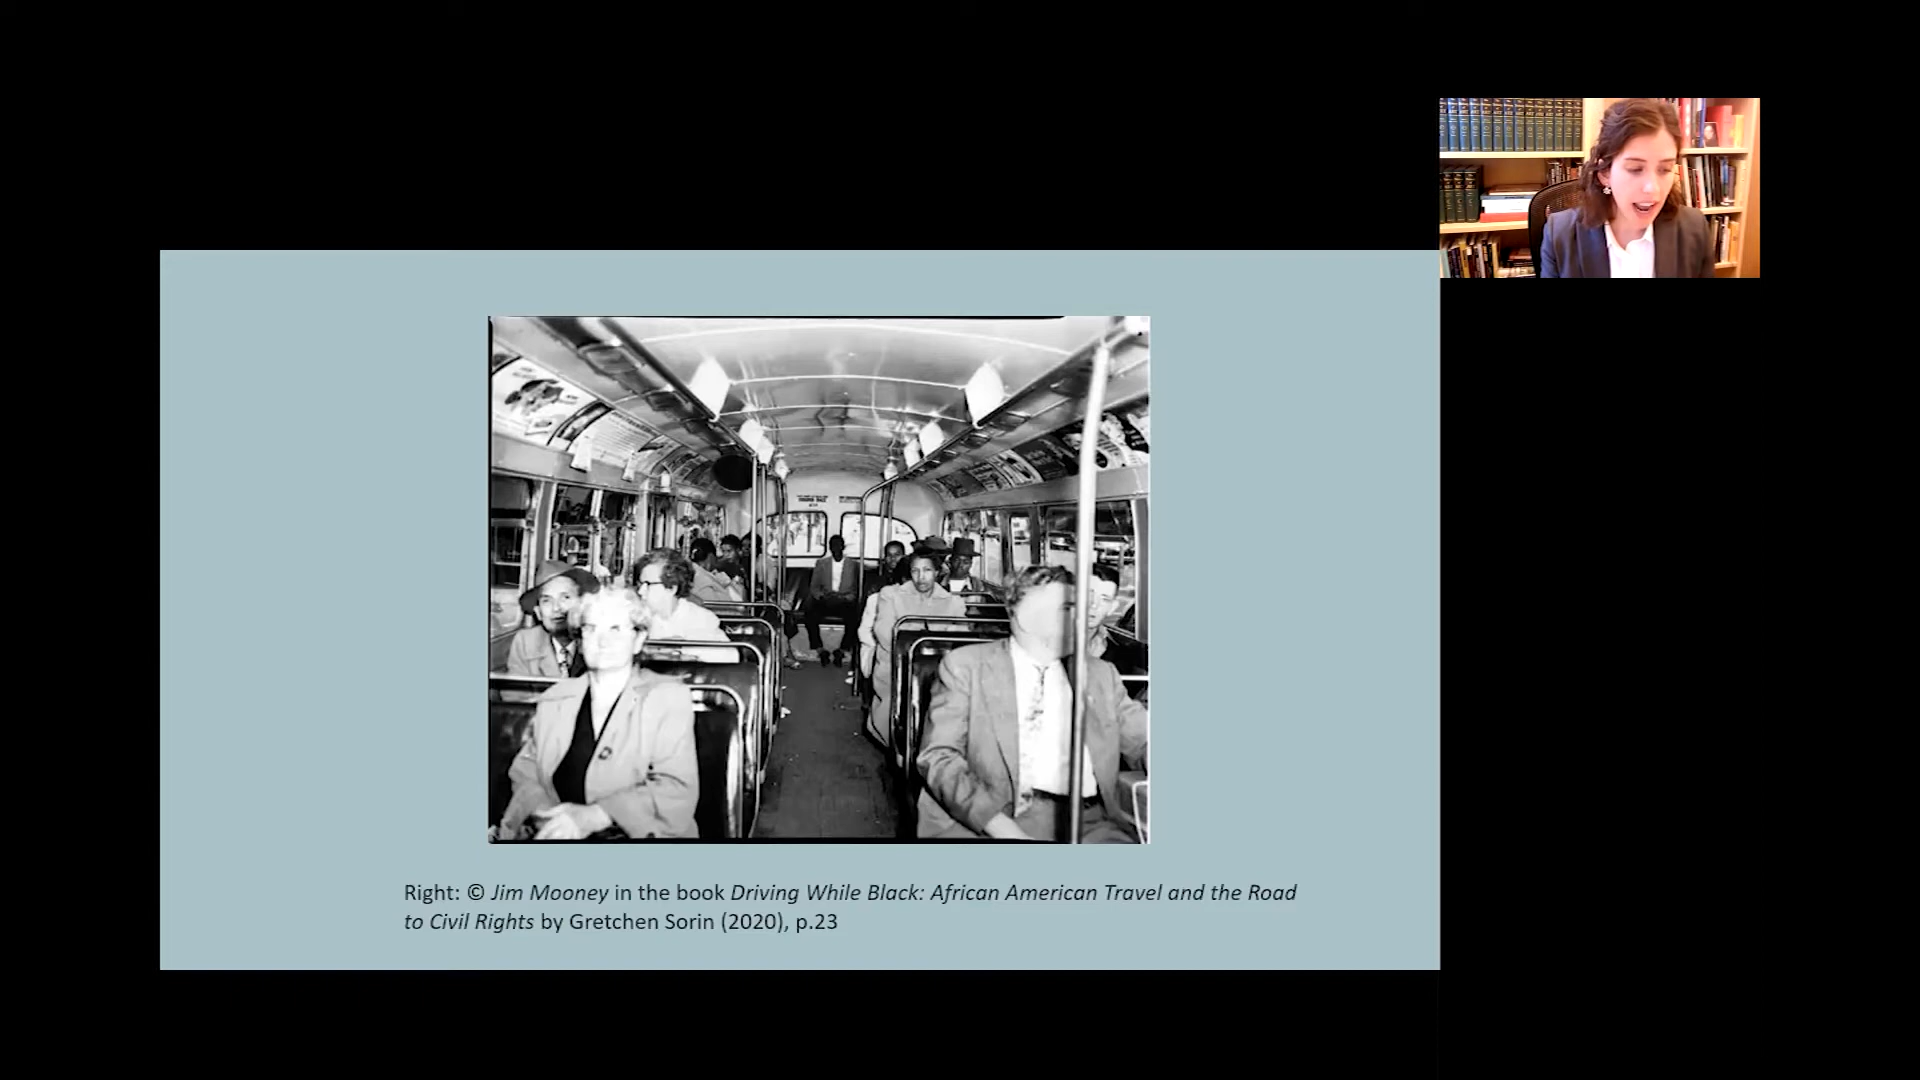 Right: © Jim Mooney in the book Driving While Black: African American Travel and the Road
to Civil Rights by Gretchen Sorin (2020), p.23